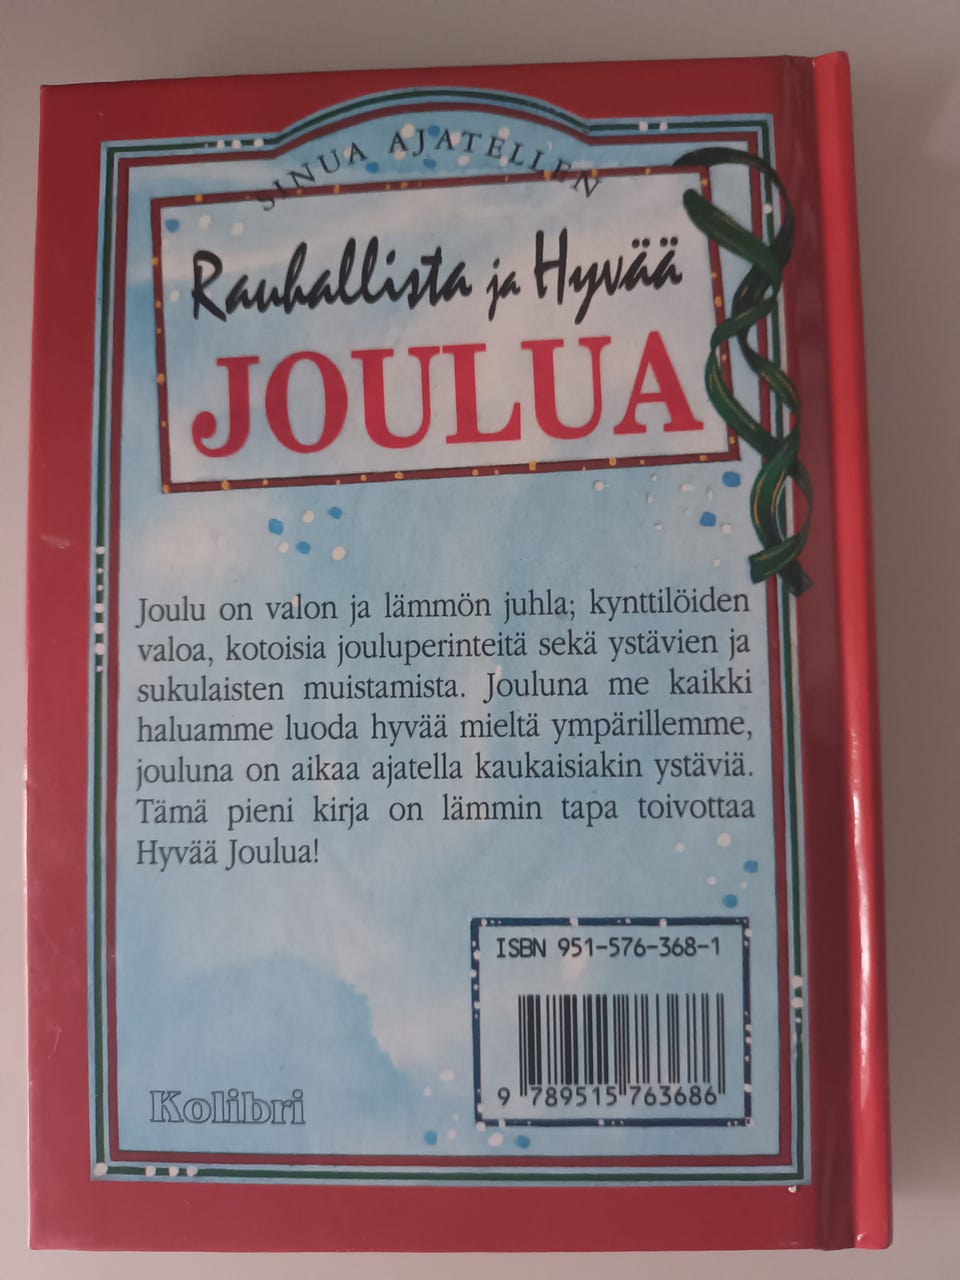 SINUA AJATELLEN
Rauhallista ja Hyvää
JOULUA
Joulu on valon ja lämmön juhla; kynttilöiden
valoa, kotoisia jouluperinteitä sekä ystävien ja
sukulaisten muistamista. Jouluna me kaikki
haluamme luoda hyvää mieltä ympärillemme,
jouluna on aikaa ajatella kaukaisiakin ystäviä.
Tämä pieni kirja on lämmin tapa toivottaa
Hyvää Joulua!
ISBN 951-576-368-1
9 789515 763686
Kolibri